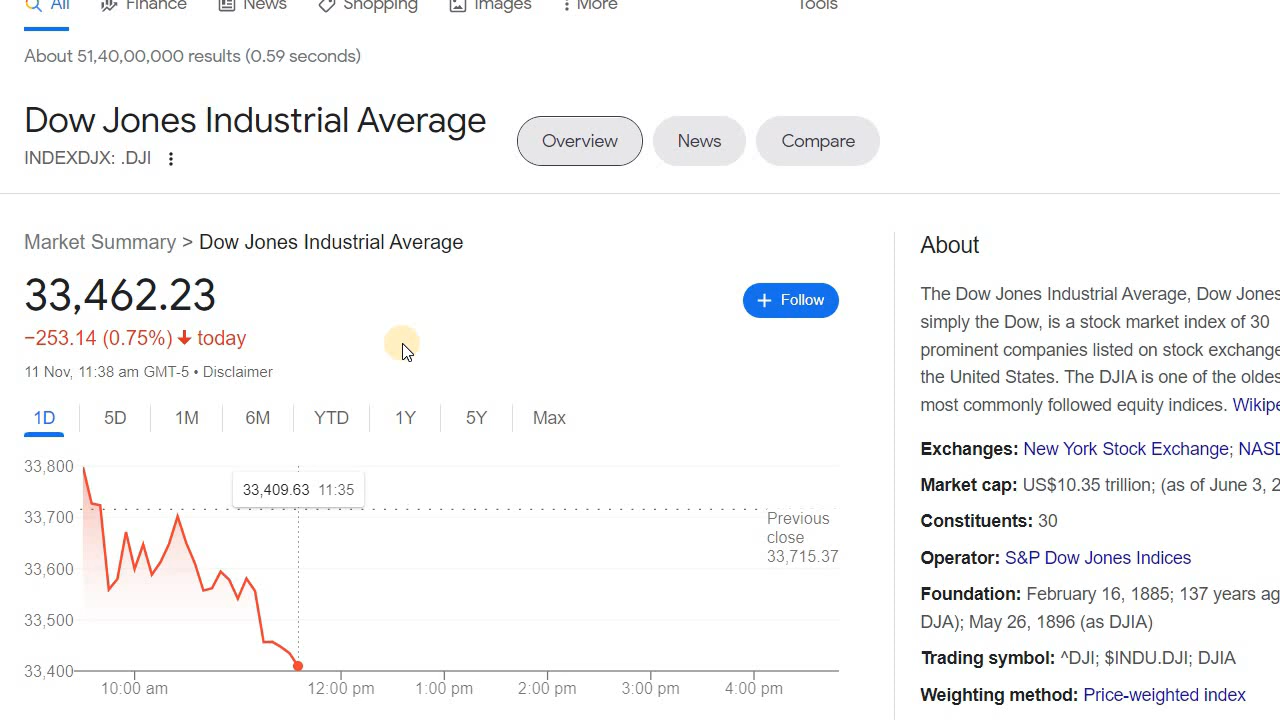 All Finance News Shopping Images More Tools
About 51,40,00,000 results (0.59 seconds)
Dow Jones Industrial Average
INDEXDJX: .DJI
Overview News Compare
Market Summary > Dow Jones Industrial Average
33,462.23
Follow
−253.14 (0.75%) today
11 Nov, 11:38 am GMT-5 • Disclaimer
1D 5D 1M 6M YTD 1Y 5Y Max
33,800
33,700
33,600
33,500
33,400
33,409.63 11:35
Previous
close
33,715.37
10:00 am 12:00 pm 1:00 pm 2:00 pm 3:00 pm 4:00 pm
About
The Dow Jones Industrial Average, Dow Jones
simply the Dow, is a stock market index of 30
prominent companies listed on stock exchange
the United States. The DJIA is one of the oldes
most commonly followed equity indices. Wikipe
Exchanges: New York Stock Exchange; NASD
Market cap: US$10.35 trillion; (as of June 3, 2
Constituents: 30
Operator: S&P Dow Jones Indices
Foundation: February 16, 1885; 137 years ag
DJA); May 26, 1896 (as DJIA)
Trading symbol: ^DJI; $INDU.DJI; DJIA
Weighting method: Price-weighted index